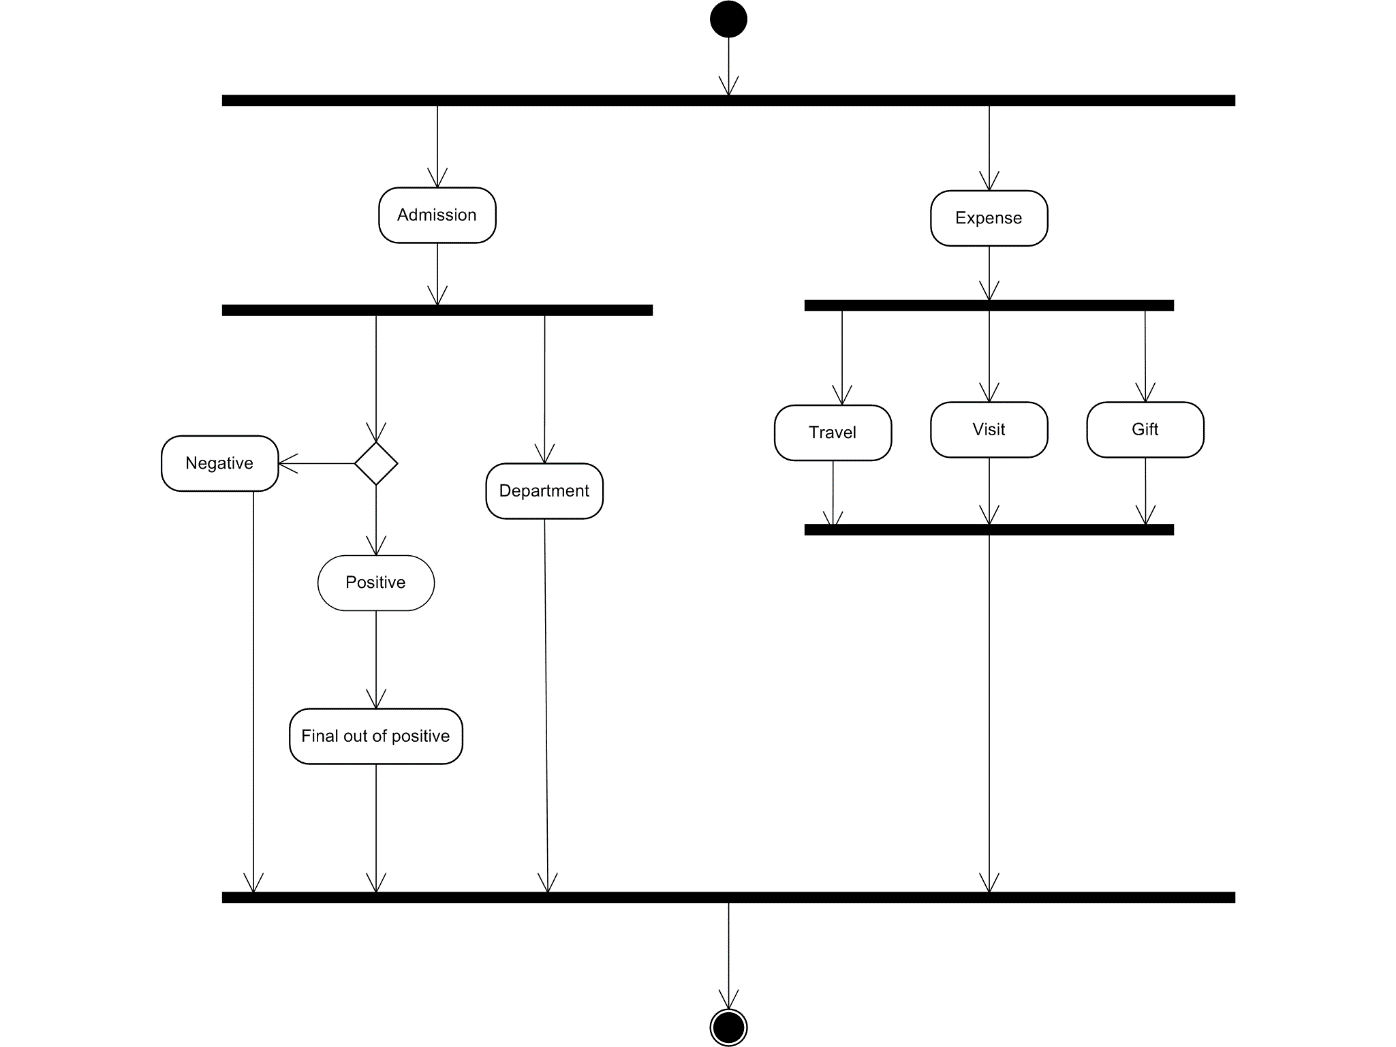 Admission
Expense
Travel
Visit
Gift
Negative
Department
Positive
Final out of positive